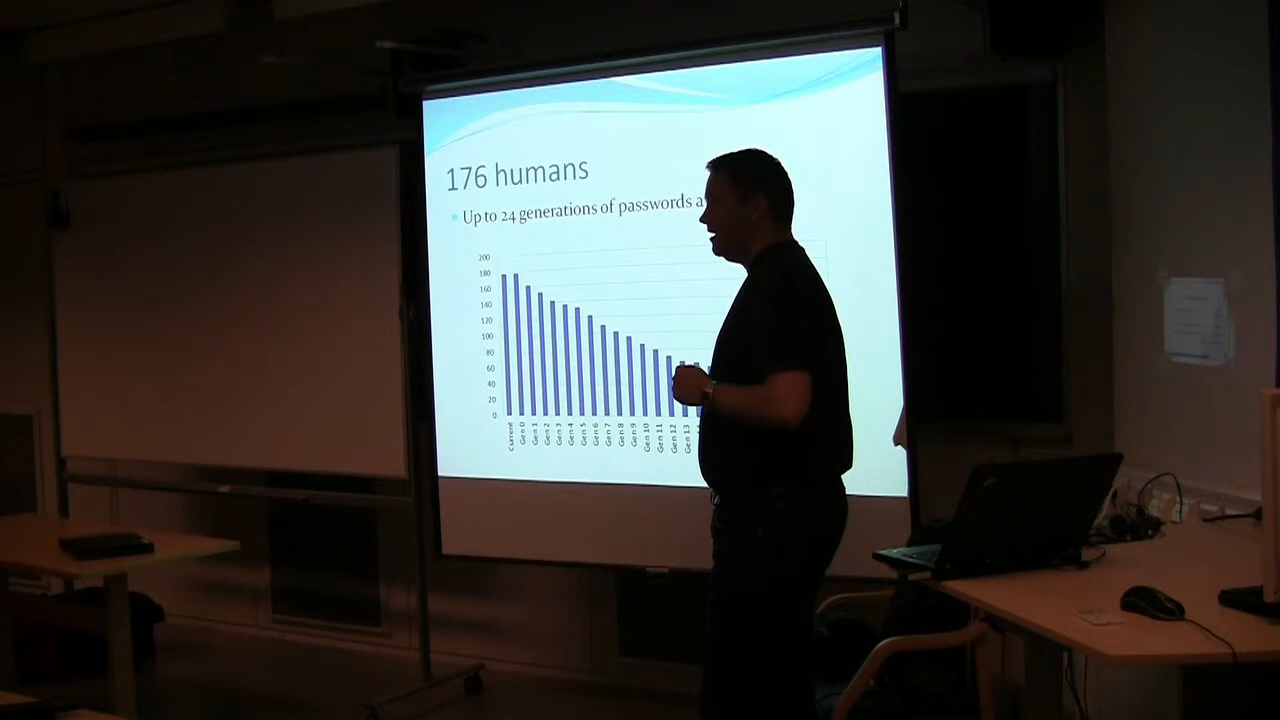 176 humans
Up to 24 generations of passwords a
200
180
160
140
120
100
80
60
40
20
0
Current
Gen 0
Gen 1
Gen 2
Gen 3
Gen 4
Gen 5
Gen 6
Gen 7
Gen 8
Gen 9
Gen 10
Gen 11
Gen 12
Gen 13